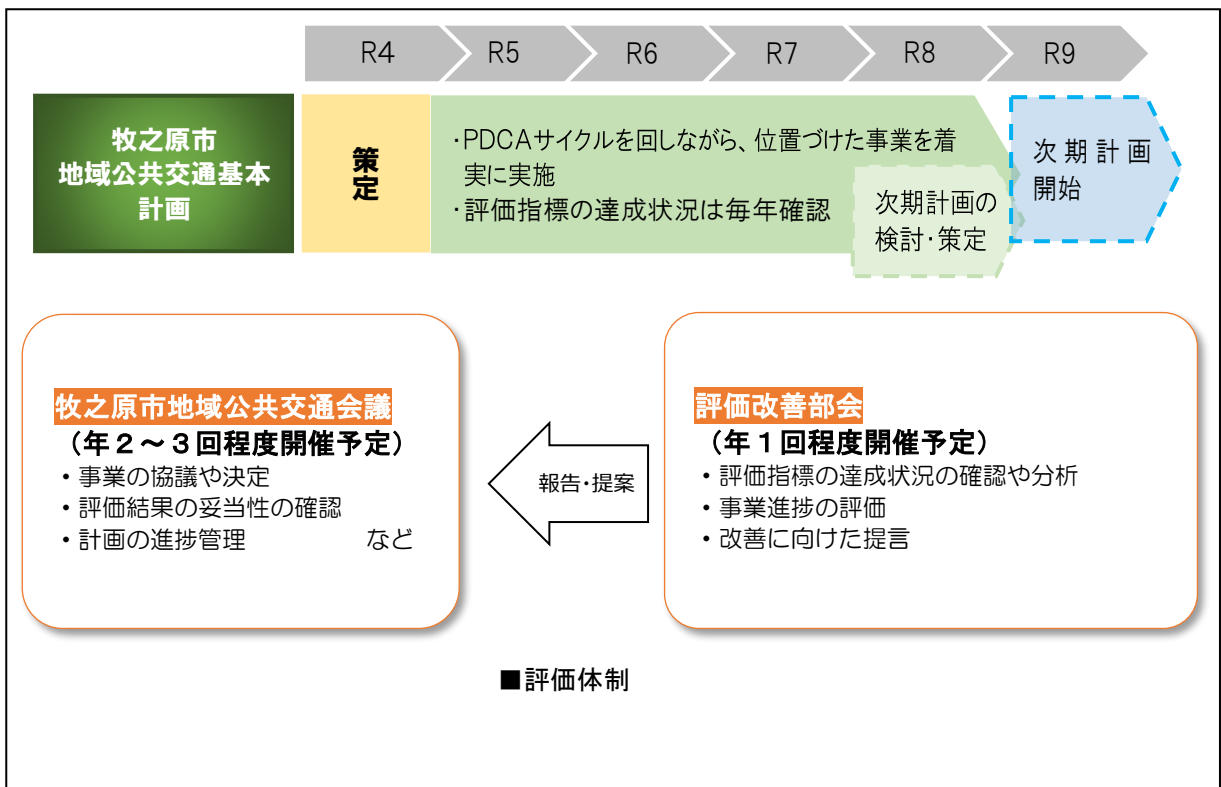 R4
R5
R6
R7
R8
R9
牧之原市
地域公共交通基本
計画
策定
・PDCAサイクルを回しながら、位置づけた事業を着
実に実施
・評価指標の達成状況は毎年確認
次期計画の
検討・策定
次期計画
開始
牧之原市地域公共交通会議
（年２～３回程度開催予定）
・事業の協議や決定
・評価結果の妥当性の確認
・計画の進捗管理　　　　など
報告・提案
評価改善部会
（年１回程度開催予定）
・評価指標の達成状況の確認や分析
・事業進捗の評価
・改善に向けた提言
■評価体制